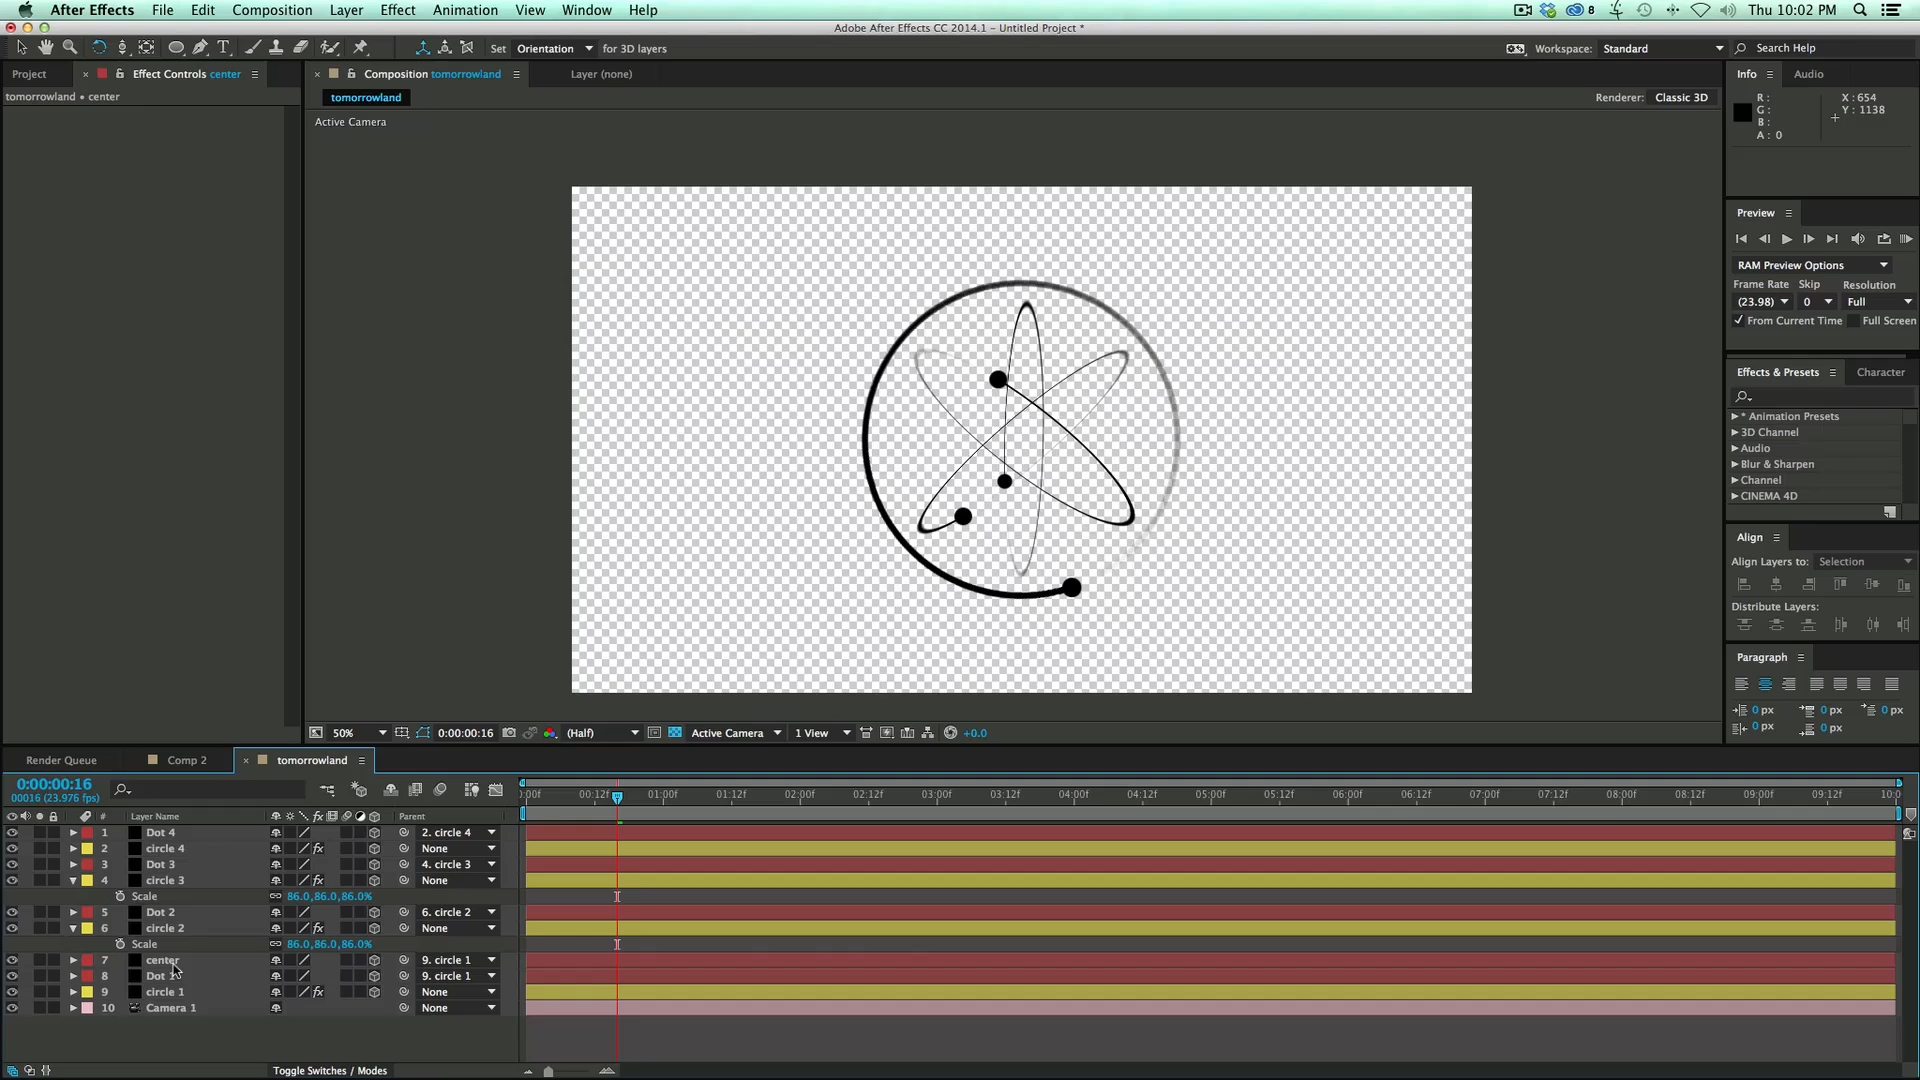 After Effects File Edit Composition Layer Effect Animation View Window Help 8 Thu 10:02 PM
Adobe After Effects CC 2014.1 - Untitled Project *
T Set Orientation for 3D layers Workspace: Standard Search Help
Project Effect Controls center Composition tomorrowland Layer (none) Info Audio
tomorrowland • center tomorrowland Renderer: Classic 3D
R : X : 654
G : Y : 1138
B :
A : 0
Active Camera
Preview
RAM Preview Options
Frame Rate Skip Resolution
(23.98) 0 Full
From Current Time Full Screen
Effects & Presets Character
* Animation Presets
3D Channel
Audio
Blur & Sharpen
Channel
CINEMA 4D
Align
Align Layers to: Selection
Distribute Layers:
Paragraph
0 px 0 px 0 px
0 px 0 px
50% 0:00:00:16 (Half) Active Camera 1 View +0.0
Render Queue Comp 2 tomorrowland
0:00:00:16
00016 (23.976 fps)
:00f 00:12f 01:00f 01:12f 02:00f 02:12f 03:00f 03:12f 04:00f 04:12f 05:00f 05:12f 06:00f 06:12f 07:00f 07:12f 08:00f 08:12f 09:00f 09:12f 10:0
# Layer Name fx Parent
1 Dot 4 2. circle 4
2 circle 4 fx None
3 Dot 3 4. circle 3
4 circle 3 fx None
Scale 86.0,86.0,86.0%
5 Dot 2 6. circle 2
6 circle 2 fx None
Scale 86.0,86.0,86.0%
7 center 9. circle 1
8 Dot 9. circle 1
9 circle 1 fx None
10 Camera 1 None
Toggle Switches / Modes